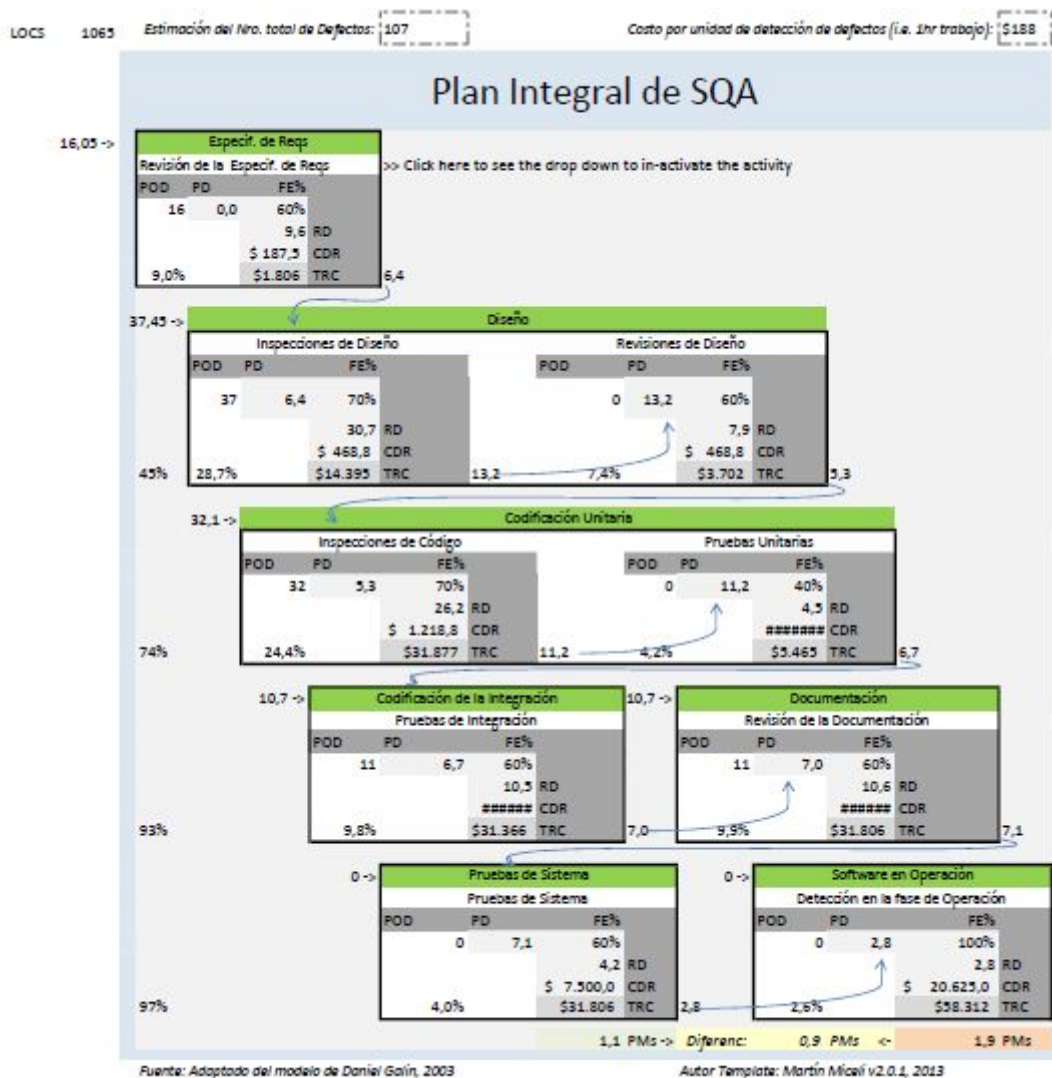 LOCS 1065 Estimación del Nro. total de Defectos: 107 Costo por unidad de detección de defectos (i.e. 1hr trabajo): $188
Plan Integral de SQA
16,05 ->
Especif. de Reqs
Revisión de la Especif. de Reqs >> Click here to see the drop down to in-activate the activity
POD PD FE%
16 0,0 60%
9,6 RD
$ 187,5 CDR
9,0% $1.806 TRC 6,4
37,45 -> Diseño
Inspecciones de Diseño Revisiones de Diseño
POD PD FE% POD PD FE%
37 6,4 70% 0 13,2 60%
30,7 RD 7,9 RD
$ 468,8 CDR $ 468,8 CDR
45% 28,7% $14.395 TRC 13,2 7,4% $3.702 TRC 5,3
32,1 -> Codificación Unitaria
Inspecciones de Código Pruebas Unitarias
POD PD FE% POD PD FE%
32 5,3 70% 0 11,2 40%
26,2 RD 4,5 RD
$ 1.218,8 CDR ####### CDR
74% 24,4% $31.877 TRC 11,2 4,2% $5.465 TRC 6,7
10,7 -> Codificación de la Integración 10,7 -> Documentación
Pruebas de Integración Revisión de la Documentación
POD PD FE% POD PD FE%
11 6,7 60% 11 7,0 60%
10,5 RD 10,6 RD
###### CDR ###### CDR
93% 9,8% $31.366 TRC 7,0 9,9% $31.806 TRC 7,1
0 -> Pruebas de Sistema 0 -> Software en Operación
Pruebas de Sistema Detección en la fase de Operación
POD PD FE% POD PD FE%
0 7,1 60% 0 2,8 100%
4,2 RD 2,8 RD
$ 7.500,0 CDR $ 20.625,0 CDR
97% 4,0% $31.806 TRC 2,8 2,6% $58.312 TRC
1,1 PMs -> Diferenc: 0,9 PMs <- 1,9 PMs
Fuente: Adaptado del modelo de Daniel Galín, 2003 Autor Template: Martín Miceli v2.0.1, 2013